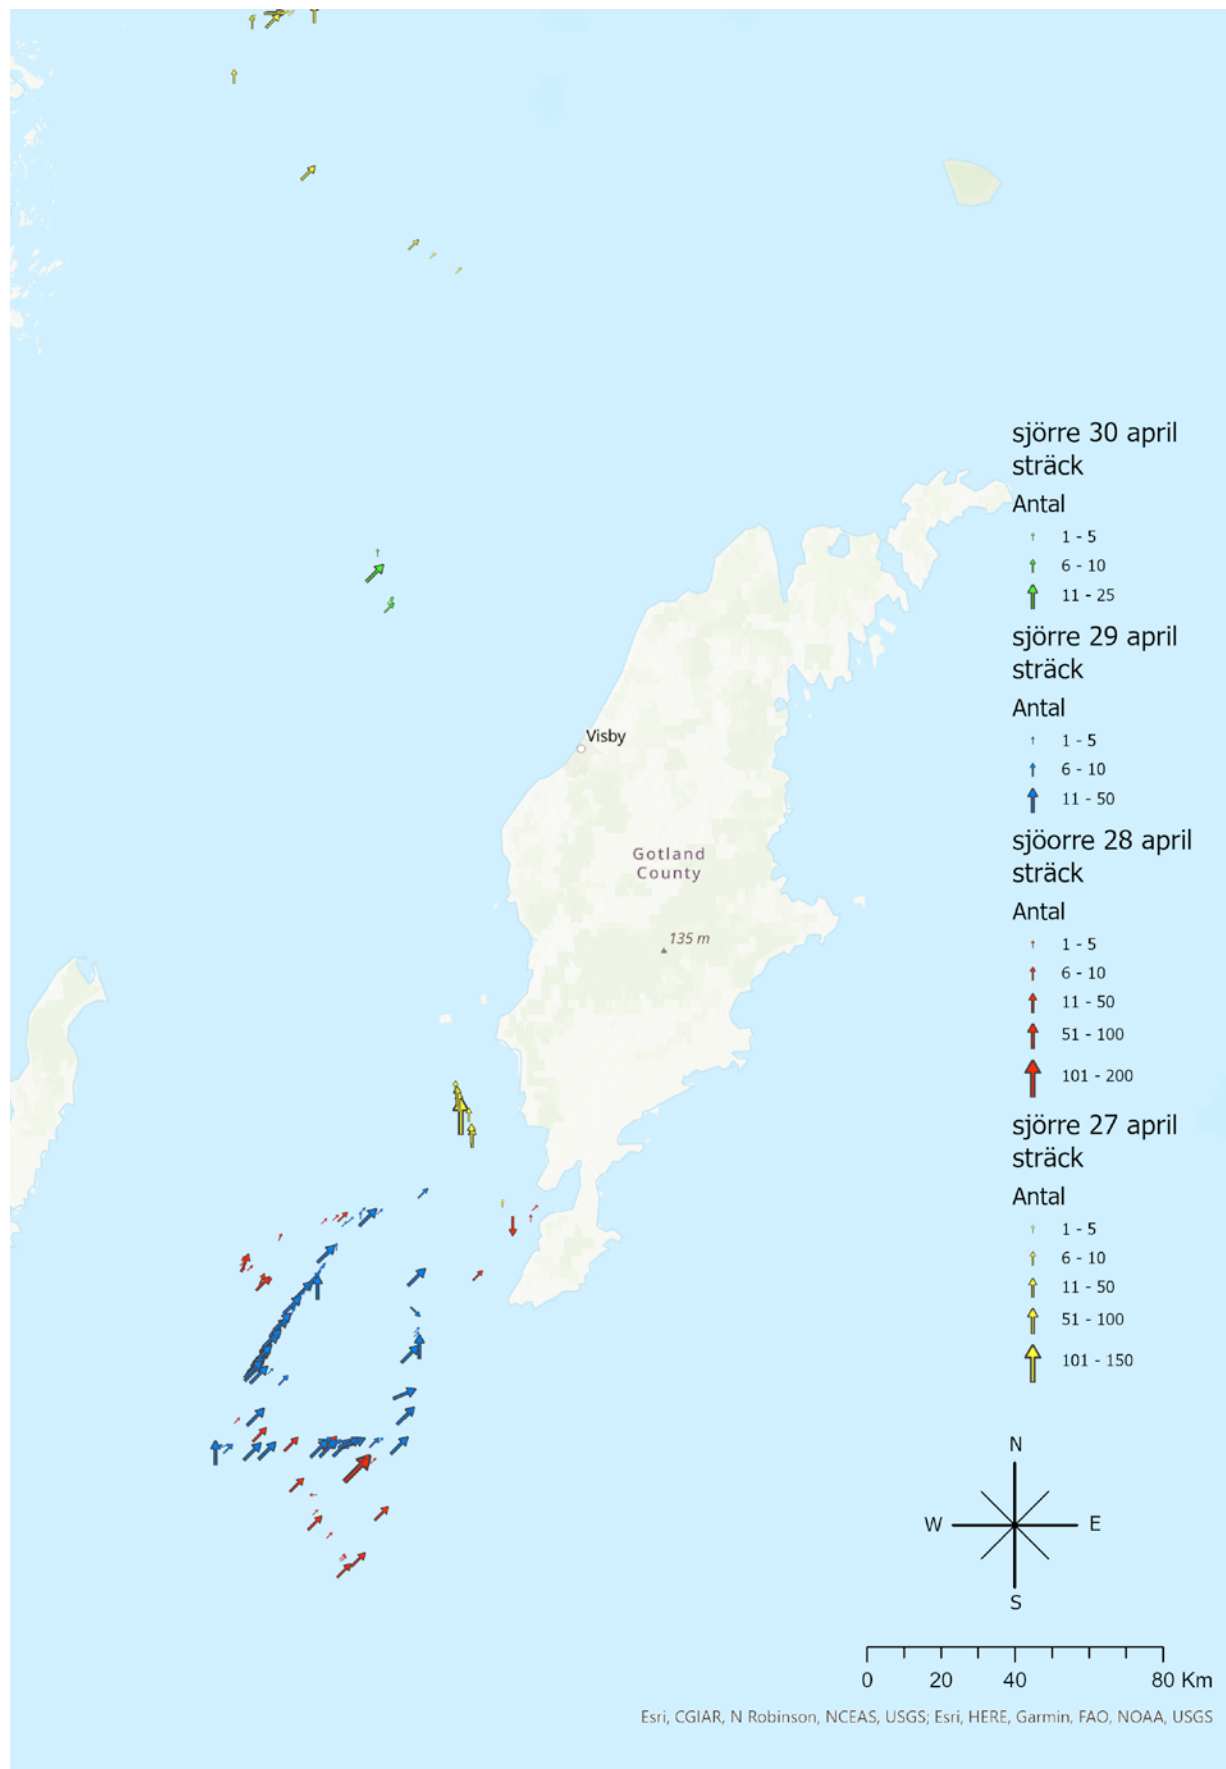 sjörre 30 april
sträck
Antal
1 - 5
6 - 10
11 - 25
sjörre 29 april
sträck
Antal
1 - 5
6 - 10
11 - 50
sjöorre 28 april
sträck
Antal
1 - 5
6 - 10
11 - 50
51 - 100
101 - 200
sjörre 27 april
sträck
Antal
1 - 5
6 - 10
11 - 50
51 - 100
101 - 150
Visby
Gotland
County
135 m
N
W E
S
0 20 40 80 Km
Esri, CGIAR, N Robinson, NCEAS, USGS; Esri, HERE, Garmin, FAO, NOAA, USGS